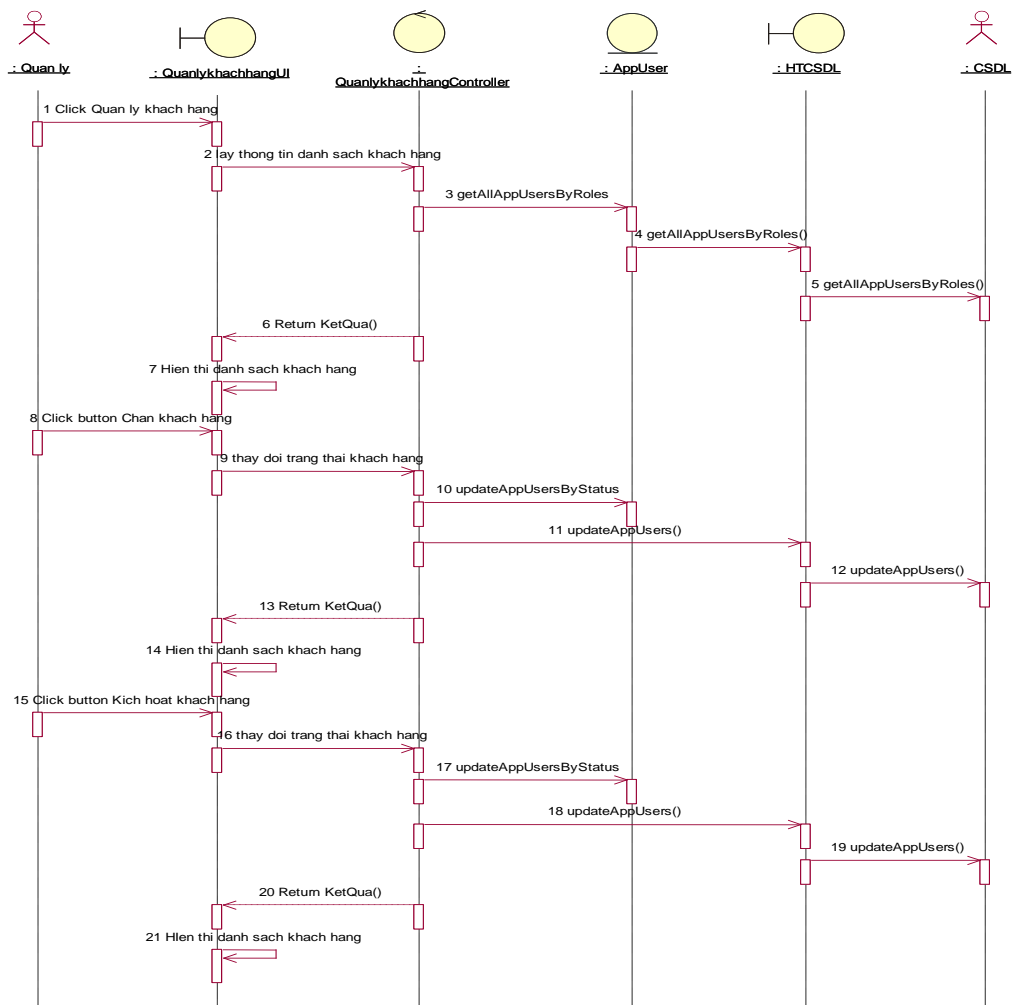 : Quan ly
: QuanlykhachhangUI
:
QuanlykhachhangController
: AppUser
: HTCSDL
: CSDL
1 Click Quan ly khach hang
2 lay thong tin danh sach khach hang
3 getAllAppUsersByRoles
4 getAllAppUsersByRoles()
5 getAllAppUsersByRoles()
6 Return KetQua()
7 Hien thi danh sach khach hang
8 Click button Chan khach hang
9 thay doi trang thai khach hang
10 updateAppUsersByStatus
11 updateAppUsers()
12 updateAppUsers()
13 Return KetQua()
14 Hien thi danh sach khach hang
15 Click button Kich hoat khach hang
16 thay doi trang thai khach hang
17 updateAppUsersByStatus
18 updateAppUsers()
19 updateAppUsers()
20 Return KetQua()
21 HIen thi danh sach khach hang